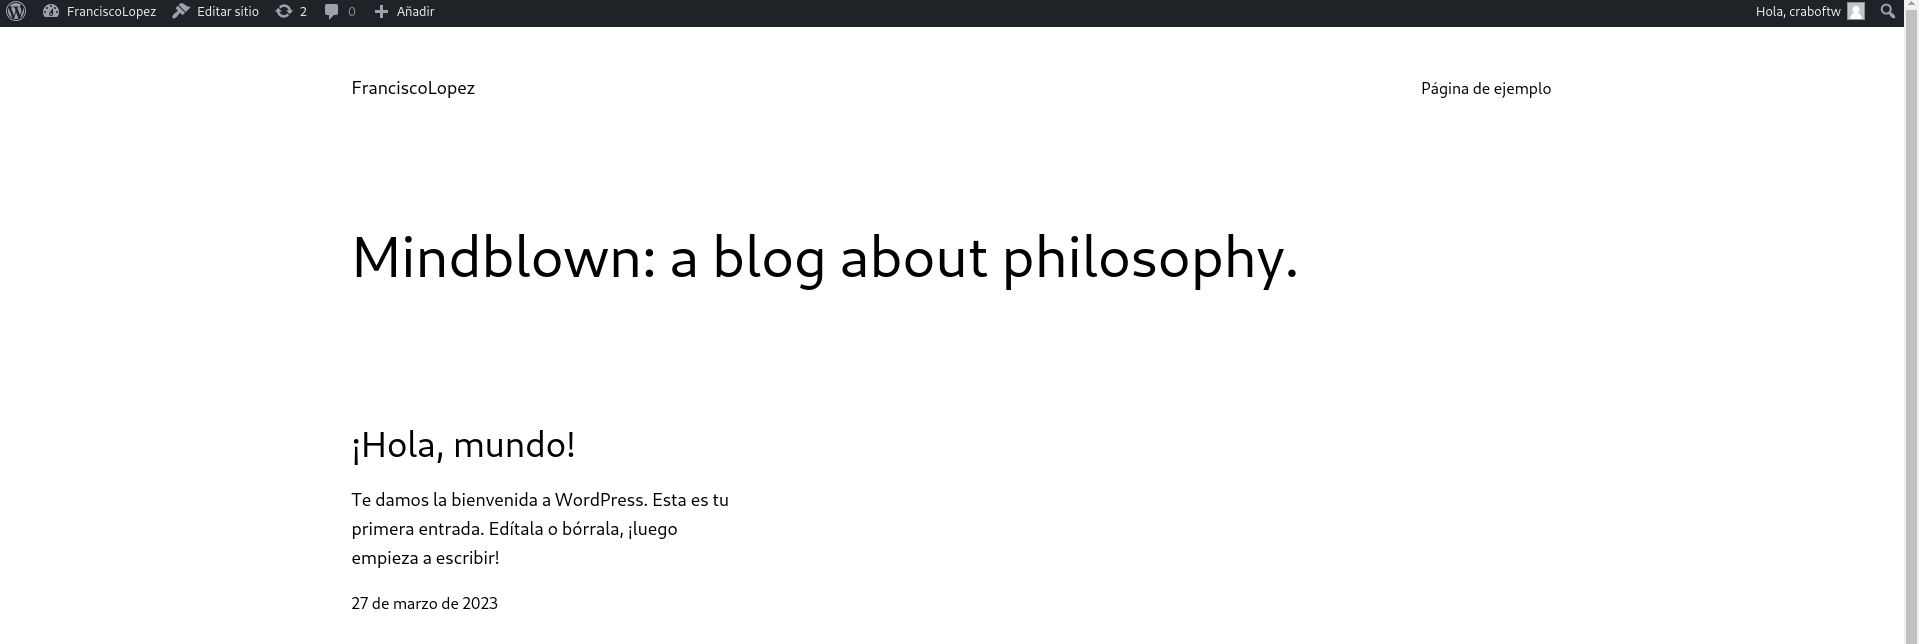 FranciscoLopez Editar sitio 2 0 Añadir Hola, craboftw
FranciscoLopez Página de ejemplo
Mindblown: a blog about philosophy.
¡Hola, mundo!
Te damos la bienvenida a WordPress. Esta es tu
primera entrada. Edítala o bórrala, ¡luego
empieza a escribir!
27 de marzo de 2023